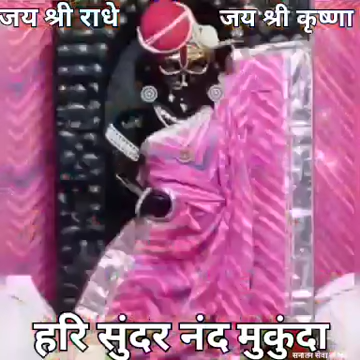 जय श्री राधे
जय श्री कृष्णा
हरि सुंदर नंद मुकुंदा